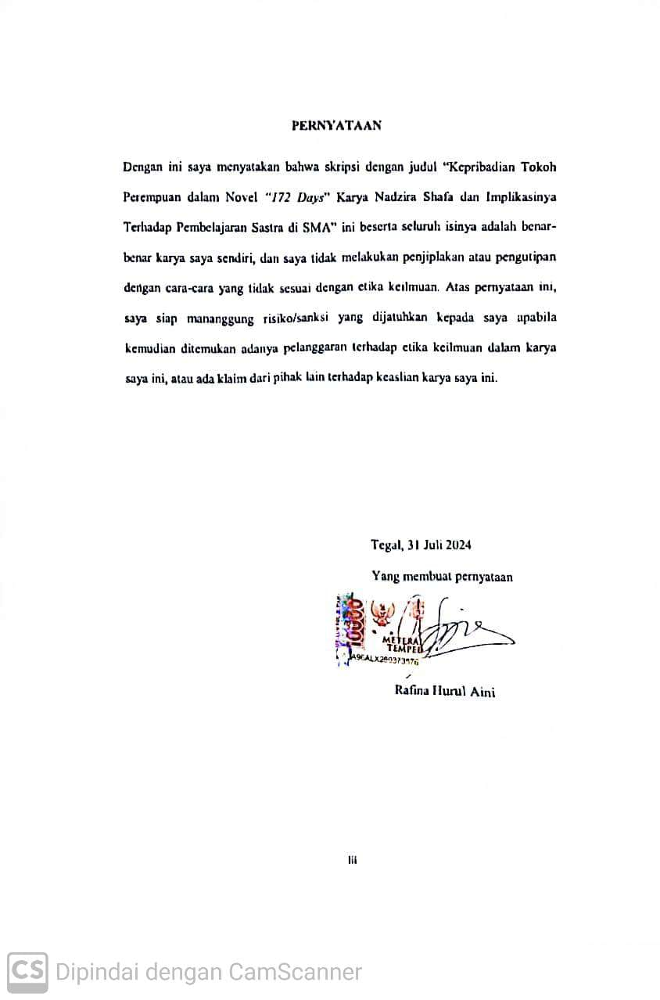 PERNYATAAN
Dengan ini saya menyatakan bahwa skripsi dengan judul “Kepribadian Tokoh
Perempuan dalam Novel “172 Days” Karya Nadzira Shafa dan Implikasinya
Terhadap Pembelajaran Sastra di SMA” ini beserta seluruh isinya adalah benar-
benar karya saya sendiri, dan saya tidak melakukan penjiplakan atau pengutipan
dengan cara-cara yang tidak sesuai dengan etika keilmuan. Atas pernyataan ini,
saya siap mananggung risiko/sanksi yang dijatuhkan kepada saya apabila
kemudian ditemukan adanya pelanggaran terhadap etika keilmuan dalam karya
saya ini, atau ada klaim dari pihak lain terhadap keaslian karya saya ini.
Tegal, 31 Juli 2024
Yang membuat pernyataan
10000
METERAI
TEMPEL
Rafina Hurul Aini
iii
CS Dipindai dengan CamScanner